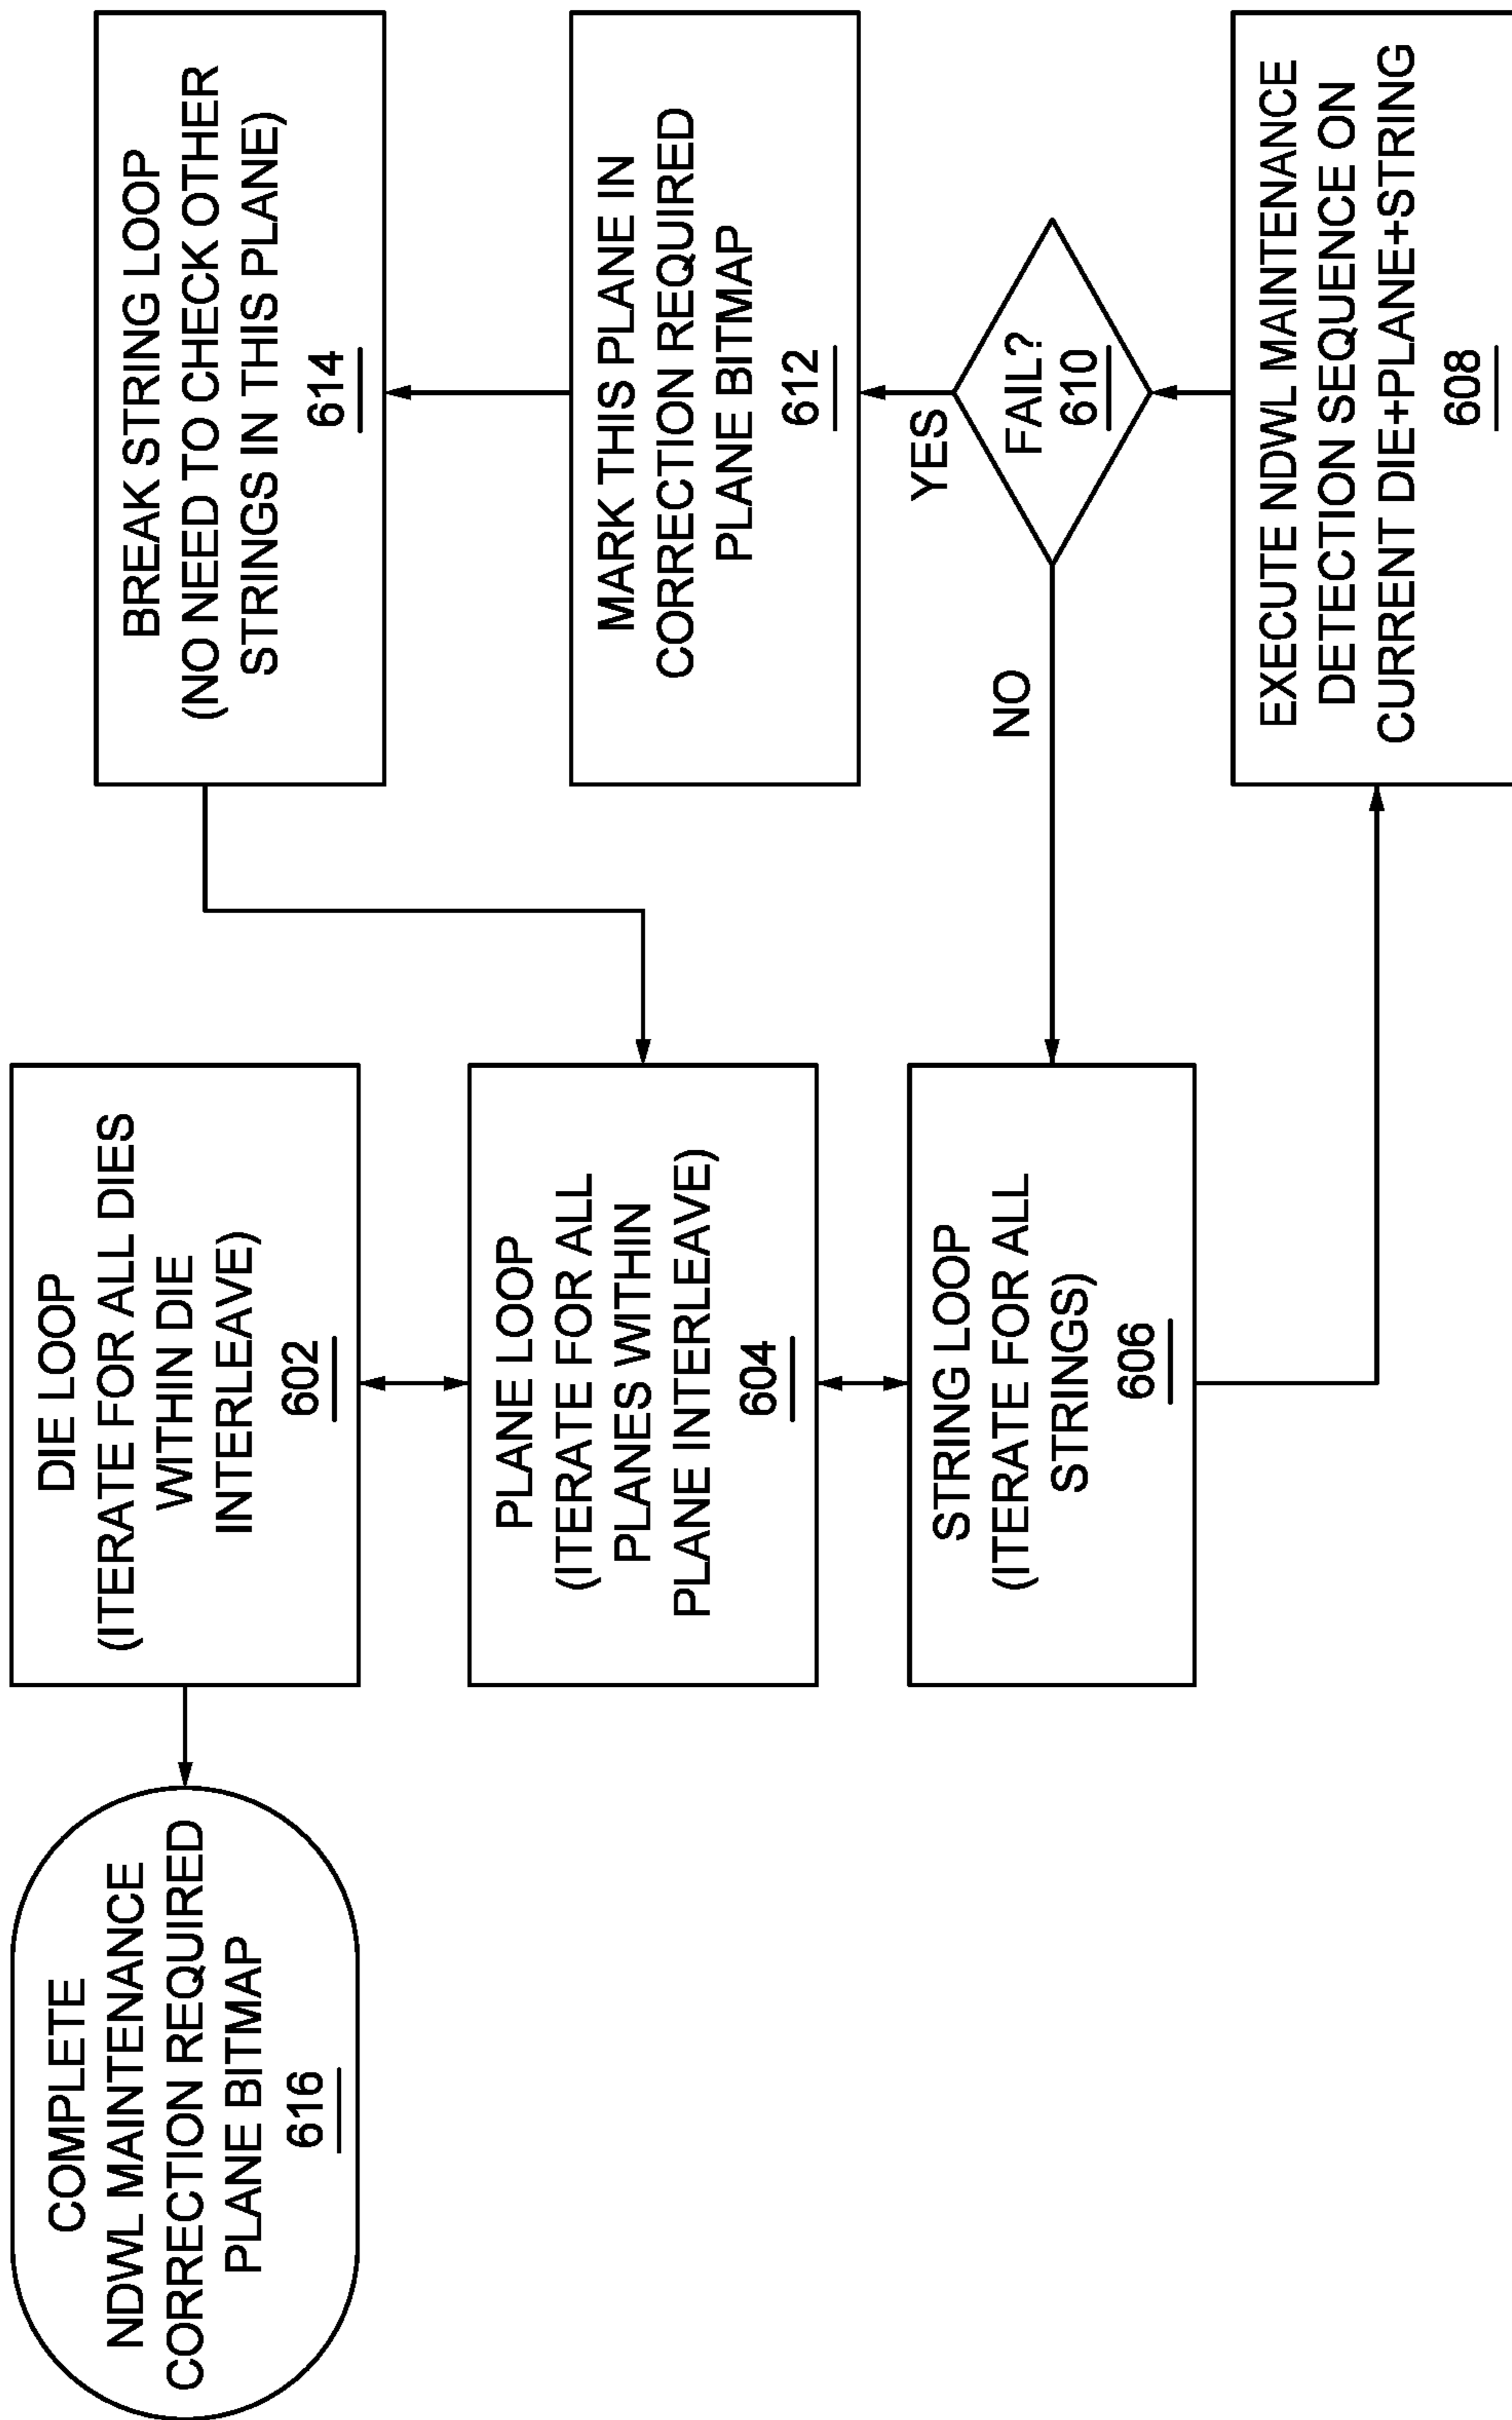 COMPLETE
NDWL MAINTENANCE
CORRECTION REQUIRED
PLANE BITMAP
616
DIE LOOP
(ITERATE FOR ALL DIES
WITHIN DIE
INTERLEAVE)
602
PLANE LOOP
(ITERATE FOR ALL
PLANES WITHIN
PLANE INTERLEAVE)
604
STRING LOOP
(ITERATE FOR ALL
STRINGS)
606
BREAK STRING LOOP
(NO NEED TO CHECK OTHER
STRINGS IN THIS PLANE)
614
MARK THIS PLANE IN
CORRECTION REQUIRED
PLANE BITMAP
612
YES
NO
FAIL?
610
EXECUTE NDWL MAINTENANCE
DETECTION SEQUENCE ON
CURRENT DIE+PLANE+STRING
608